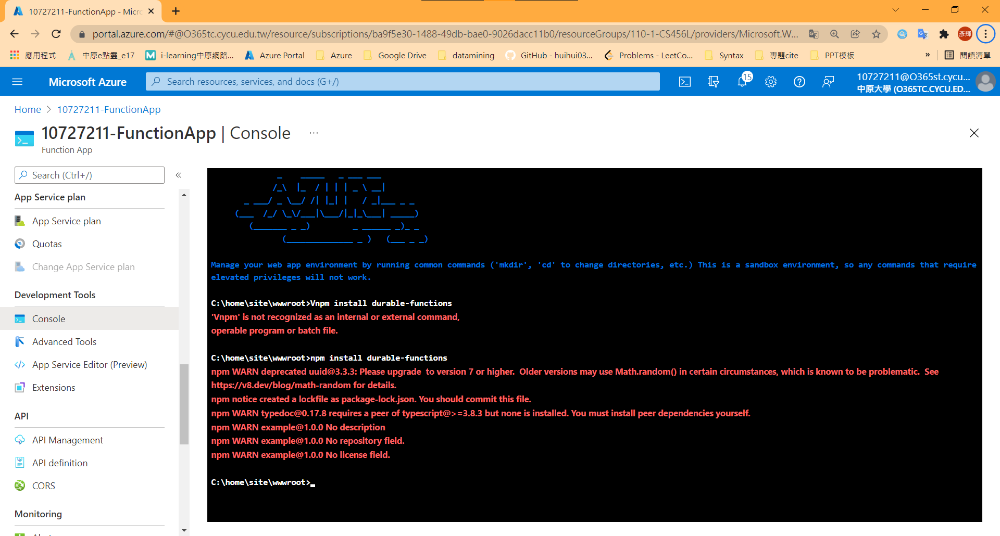 10727211-FunctionApp - Micr
portal.azure.com/#@O365tc.cycu.edu.tw/resource/subscriptions/ba9f5e30-1488-49db-bae0-9026dacc11b0/resourceGroups/110-1-CS456L/providers/Microsoft.W...
彥輝
應用程式
中原e點靈_e17
i-learning中原網路...
Azure Portal
Azure
Google Drive
datamining
GitHub - huihui03...
Problems - LeetCo...
Syntax
專題cite
PPT模板
»
閱讀清單
Microsoft Azure
Search resources, services, and docs (G+/)
15
10727211@O365st.cycu...
中原大學 (O365TC.CYCU.ED...
Home > 10727211-FunctionApp
10727211-FunctionApp | Console ...
Function App
Search (Ctrl+/)
«
App Service plan
App Service plan
Quotas
Change App Service plan
Development Tools
Console
Advanced Tools
App Service Editor (Preview)
Extensions
API
API Management
API definition
CORS
Monitoring
Manage your web app environment by running common commands ('mkdir', 'cd' to change directories, etc.) This is a sandbox environment, so any commands that require
elevated privileges will not work.
C:\home\site\wwwroot>Vnpm install durable-functions
'Vnpm' is not recognized as an internal or external command,
operable program or batch file.
C:\home\site\wwwroot>npm install durable-functions
npm WARN deprecated uuid@3.3.3: Please upgrade  to version 7 or higher.  Older versions may use Math.random() in certain circumstances, which is known to be problematic.  See
https://v8.dev/blog/math-random for details.
npm notice created a lockfile as package-lock.json. You should commit this file.
npm WARN typedoc@0.17.8 requires a peer of typescript@>=3.8.3 but none is installed. You must install peer dependencies yourself.
npm WARN example@1.0.0 No description
npm WARN example@1.0.0 No repository field.
npm WARN example@1.0.0 No license field.
C:\home\site\wwwroot>